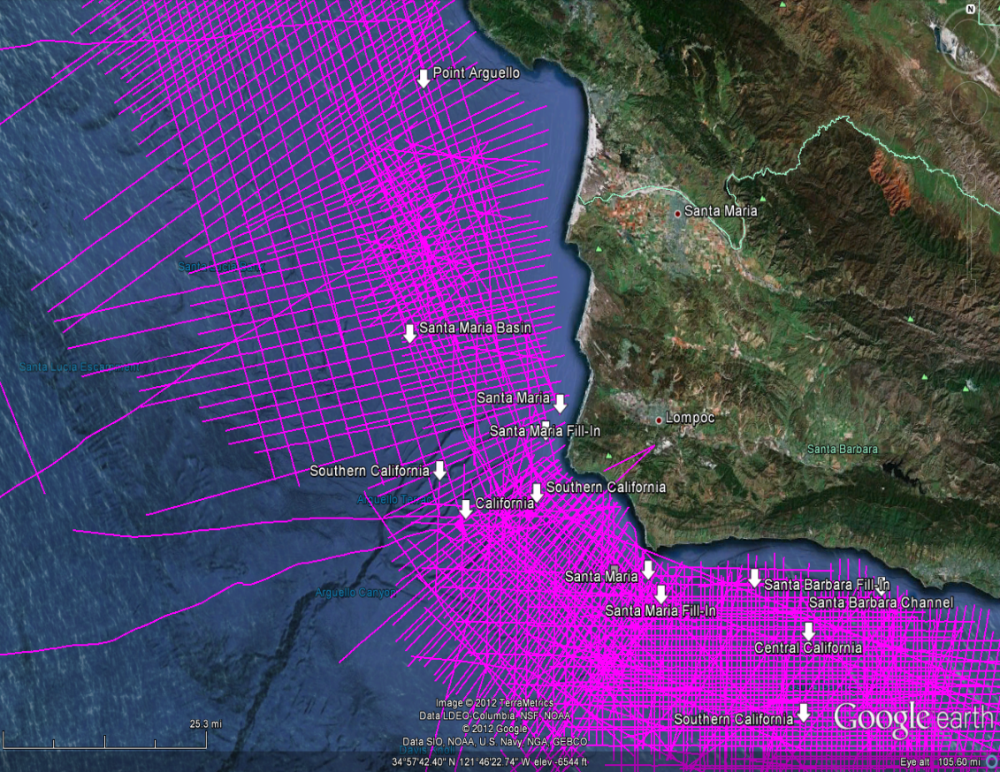 N
Point Arguello
Santa Maria
Santa Lucia Bank
Santa Maria Basin
Santa Lucia Escarpment
Santa Maria
Lompoc
Santa Maria Fill-In
Santa Barbara
Southern California
Southern California
Arguello
California
Santa Maria
Santa Barbara Fill-In
Arguello Canyon
Santa Barbara Channel
Santa Maria Fill-In
Central California
Image © 2012 TerraMetrics
Data LDEO-Columbia, NSF, NOAA
Southern California
Google earth
25.3 mi
© 2012 Google
Data SIO, NOAA, U.S. Navy, NGA, GEBCO
34°57'42.40" N 121°46'22.74" W elev -6544 ft
Eye alt 105.60 mi